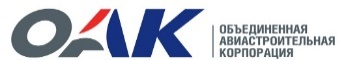 ОАК
ОБЪЕДИНЕННАЯ
АВИАСТРОИТЕЛЬНАЯ
КОРПОРАЦИЯ